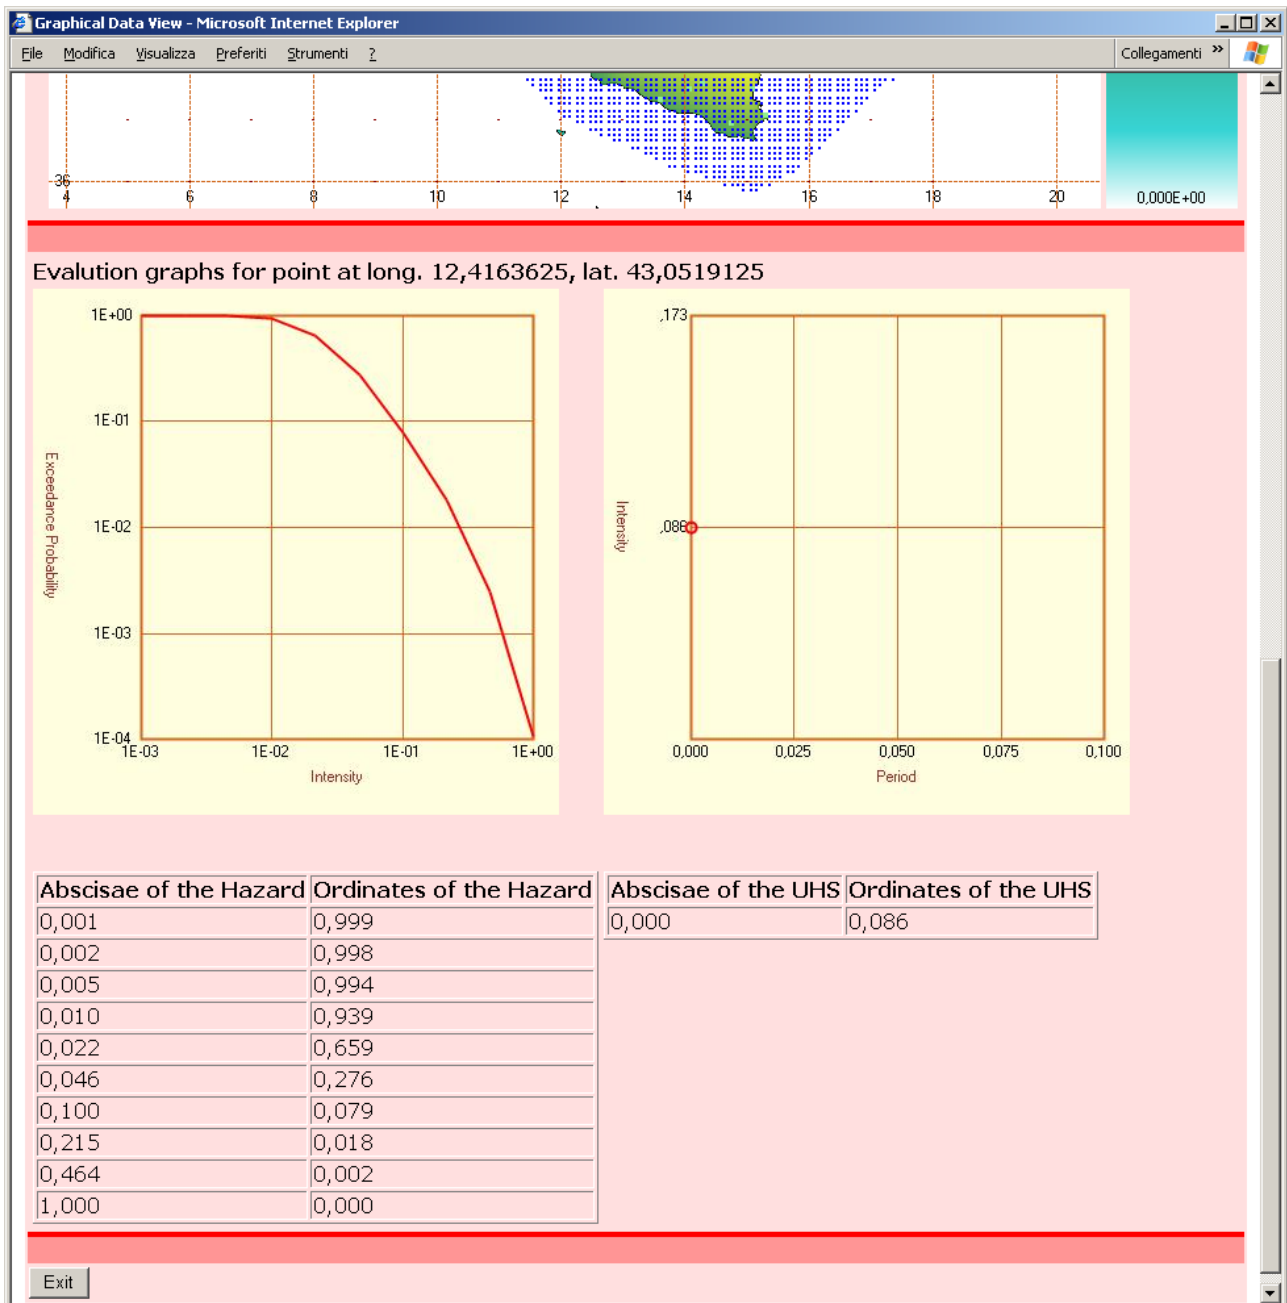 Graphical Data View - Microsoft Internet Explorer
File Modifica Visualizza Preferiti Strumenti ?
Collegamenti »
36
4 6 8 10 12 14 16 18 20
0,000E+00
Evalution graphs for point at long. 12,4163625, lat. 43,0519125
1E+00
1E-01
1E-02
1E-03
1E-04
Exceedance Probability
1E-03 1E-02 1E-01 1E+00
Intensity
,173
,086
Intensity
0,000 0,025 0,050 0,075 0,100
Period
Abscisae of the Hazard Ordinates of the Hazard
0,001 0,999
0,002 0,998
0,005 0,994
0,010 0,939
0,022 0,659
0,046 0,276
0,100 0,079
0,215 0,018
0,464 0,002
1,000 0,000
Abscisae of the UHS Ordinates of the UHS
0,000 0,086
Exit